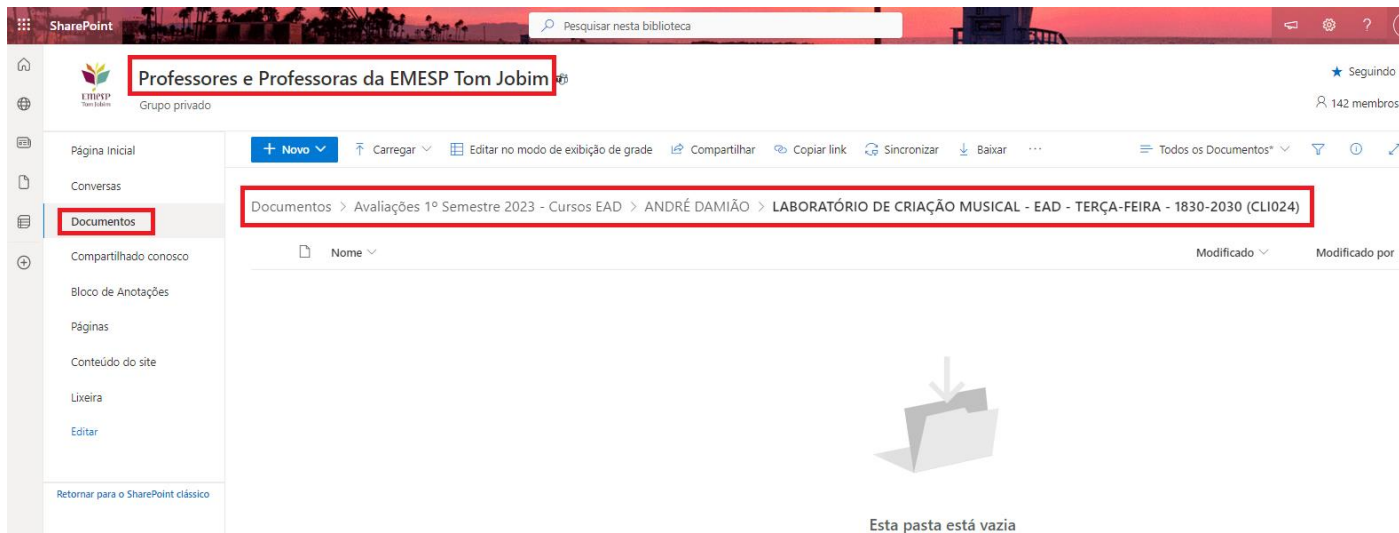 SharePoint
Pesquisar nesta biblioteca
?
EMESP
Tom Jobim
Professores e Professoras da EMESP Tom Jobim
Grupo privado
Seguindo
142 membros
Página Inicial
Conversas
Documentos
Compartilhado conosco
Bloco de Anotações
Páginas
Conteúdo do site
Lixeira
Editar
Retornar para o SharePoint clássico
+ Novo Carregar Editar no modo de exibição de grade Compartilhar Copiar link Sincronizar Baixar ... Todos os Documentos*
Documentos > Avaliações 1º Semestre 2023 - Cursos EAD > ANDRÉ DAMIÃO > LABORATÓRIO DE CRIAÇÃO MUSICAL - EAD - TERÇA-FEIRA - 1830-2030 (CLI024)
Nome Modificado Modificado por
Esta pasta está vazia